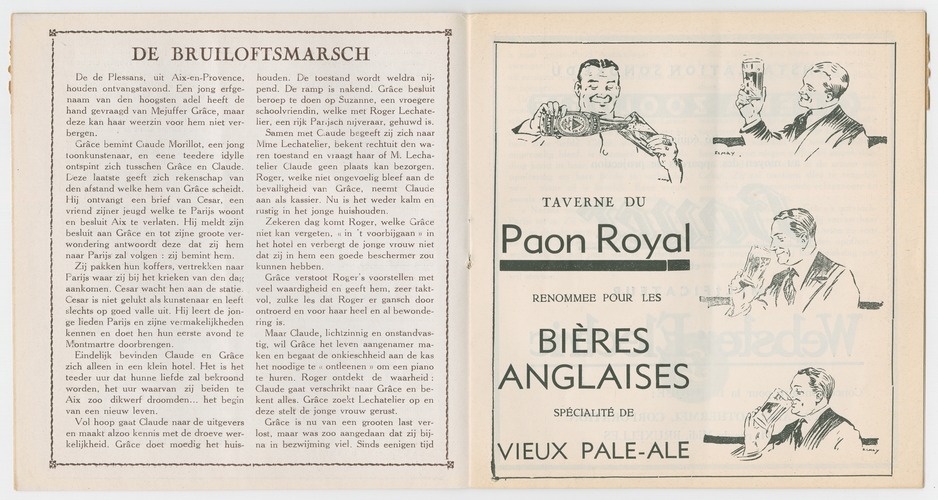 DE BRUILOFTSMARSCH
De de Plessans, uit Aix-en-Provence,
houden ontvangstavond. Een jong erfge-
naam van den hoogsten adel heeft de
hand gevraagd van Mejuffer Grâce, maar
deze kan haar weerzin voor hem niet ver-
bergen.
Grâce bemint Claude Morillot, een jong
toonkunstenaar, en eene teedere idylle
ontspint zich tusschen Grâce en Claude.
Deze laatste geeft zich rekenschap van
den afstand welke hem van Grâce scheidt.
Hij ontvangt een brief van Cesar, een
vriend zijner jeugd welke te Parijs woont
en besluit Aix te verlaten. Hij meldt zijn
besluit aan Grâce en tot zijne groote ver-
wondering antwoordt deze dat zij hem
naar Parijs zal volgen : zij bemint hem.
Zij pakken hun koffers, vertrekken naar
Parijs waar zij bij het krieken van den dag
aankomen. Cesar wacht hen aan de statie.
Cesar is niet gelukt als kunstenaar en leeft
slechts op goed valle uit. Hij leert de jon-
ge lieden Parijs en zijne vermakelijkheden
kennen en doet hen hun eerste avond te
Montmartre doorbrengen.
Eindelijk bevinden Claude en Grâce
zich alleen in een klein hotel. Het is het
teeder uur dat hunne liefde zal bekroond
worden, het uur waarvan zij beiden te
Aix zoo dikwerf droomden... het begin
van een nieuw leven.
Vol hoop gaat Claude naar de uitgevers
en maakt alzoo kennis met de droeve wer-
kelijkheid. Grâce doet moedig het huis-
houden. De toestand wordt weldra nij-
pend. De ramp is nakend. Grâce besluit
beroep te doen op Suzanne, een vroegere
schoolvriendin, welke met Roger Lechate-
lier, een rijk Parijsch nijveraar, gehuwd is.
Samen met Claude begeeft zij zich naar
Mme Lechatelier, bekent rechtuit den wa-
ren toestand en vraagt haar of M. Lecha-
telier Claude geen plaats kan bezorgen.
Roger, welke niet ongevoelig bleef aan de
bevalligheid van Grâce, neemt Claude
aan als kassier. Nu is het weder kalm en
rustig in het jonge huishouden.
Zekeren dag komt Roger, welke Grâce
niet kan vergeten, « in 't voorbijgaan » in
het hotel en verbergt de jonge vrouw niet
dat zij in hem een goede beschermer zou
kunnen hebben.
Grâce verstoot Roger's voorstellen met
veel waardigheid en geeft hem, zeer takt-
vol, zulke les dat Roger er gansch door
ontroerd en voor haar heel en al bewonde-
ring is.
Maar Claude, lichtzinnig en onstandvas-
tig, wil Grâce het leven aangenamer ma-
ken en begaat de onkieschheid aan de kas
het noodige te « ontleenen » om een piano
te huren. Roger ontdekt de waarheid :
Claude gaat verschrikt naar Grâce en be-
kent alles. Grâce zoekt Lechatelier op en
deze stelt de jonge vrouw gerust.
Grâce is nu van een grooten last ver-
lost, maar was zoo aangedaan dat zij bij-
na in bezwijming viel. Sinds eenigen tijd
TAVERNE DU
Paon Royal
RENOMMEE POUR LES
BIÈRES
ANGLAISES
SPÉCIALITÉ DE
VIEUX PALE-ALE